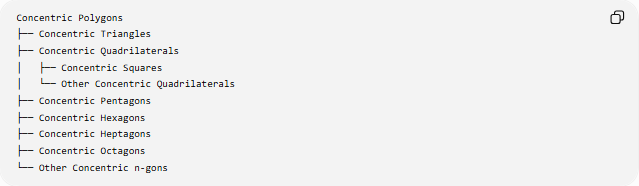 Concentric Polygons
├── Concentric Triangles
├── Concentric Quadrilaterals
│   ├── Concentric Squares
│   └── Other Concentric Quadrilaterals
├── Concentric Pentagons
├── Concentric Hexagons
├── Concentric Heptagons
├── Concentric Octagons
└── Other Concentric n-gons